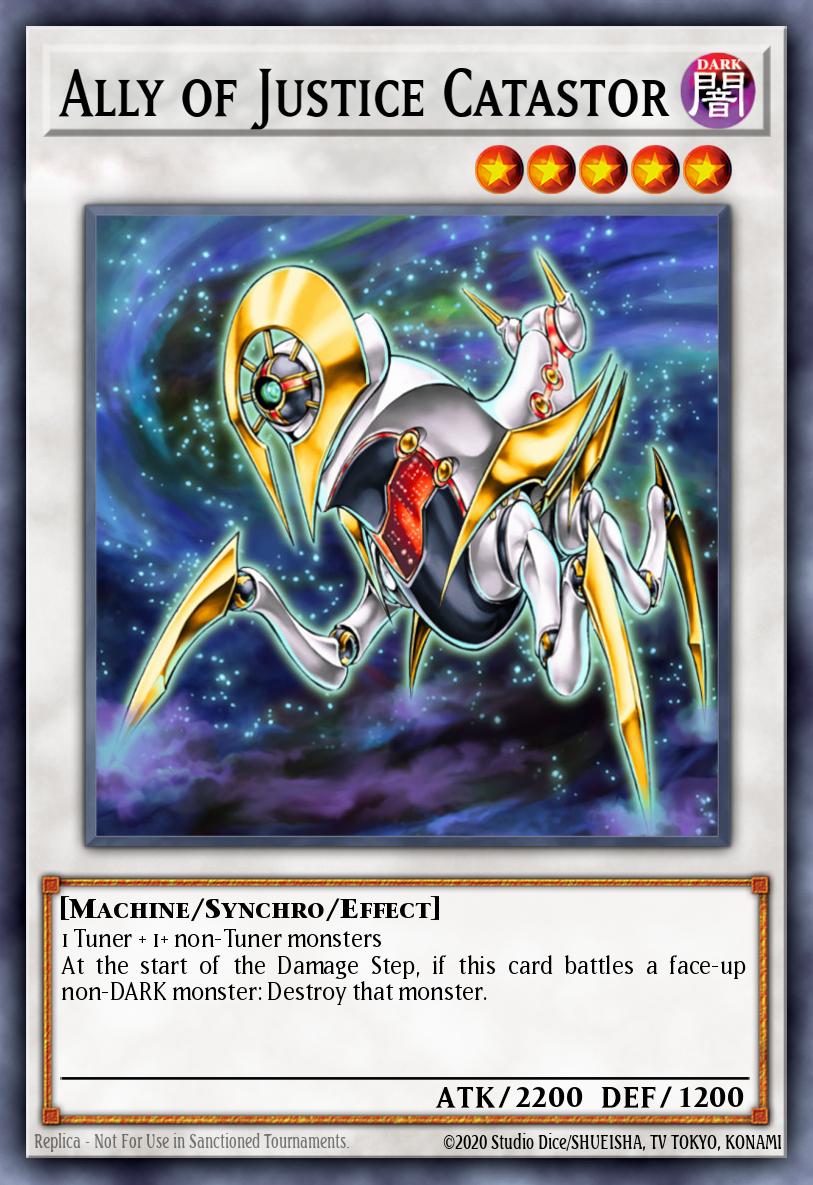 Ally of Justice Catastor
DARK
闇
[Machine/Synchro/Effect]
1 Tuner + 1+ non-Tuner monsters
At the start of the Damage Step, if this card battles a face-up
non-DARK monster: Destroy that monster.
ATK/2200 DEF/1200
Replica - Not For Use in Sanctioned Tournaments.
©2020 Studio Dice/SHUEISHA, TV TOKYO, KONAMI